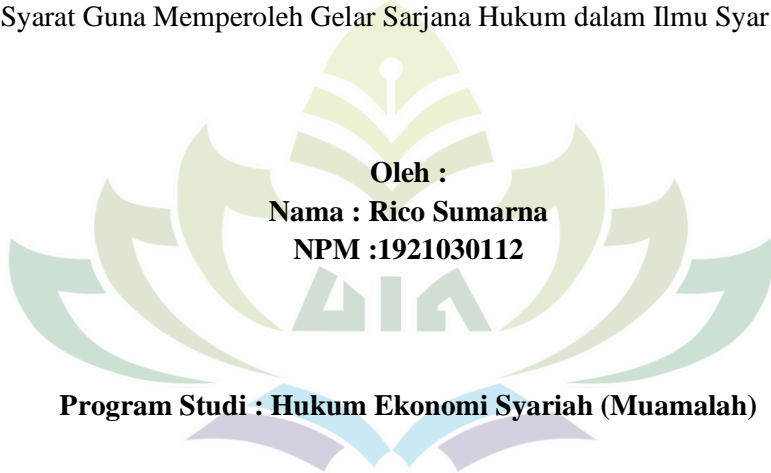 Syarat Guna Memperoleh Gelar Sarjana Hukum dalam Ilmu Syar
Oleh :
Nama : Rico Sumarna
NPM :1921030112
UIN
Program Studi : Hukum Ekonomi Syariah (Muamalah)